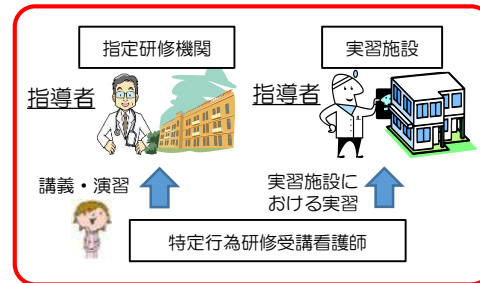 指定研修機関
実習施設
指導者
指導者
講義・演習
実習施設に
おける実習
特定行為研修受講看護師